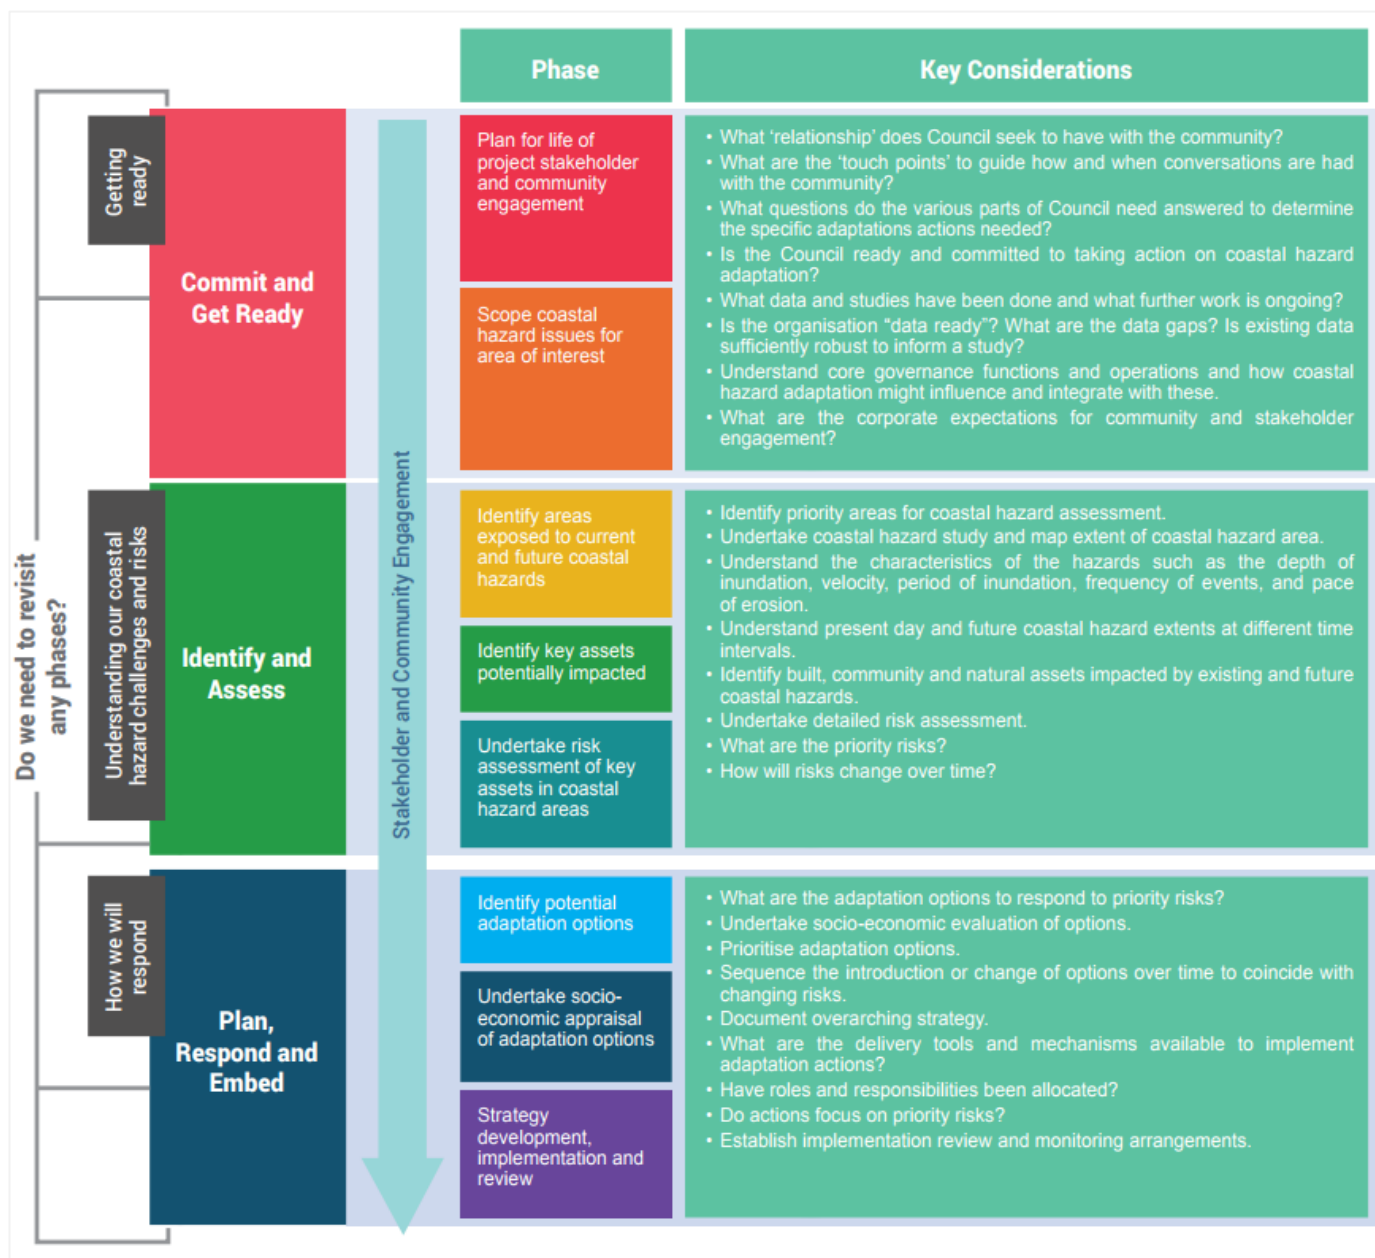 Phase
Key Considerations
Do we need to revisit
any phases?
Getting
ready
Commit and
Get Ready
Stakeholder and Community Engagement
Plan for life of
project stakeholder
and community
engagement
Scope coastal
hazard issues for
area of interest
• What ‘relationship’ does Council seek to have with the community?
• What are the ‘touch points’ to guide how and when conversations are had
with the community?
• What questions do the various parts of Council need answered to determine
the specific adaptations actions needed?
• Is the Council ready and committed to taking action on coastal hazard
adaptation?
• What data and studies have been done and what further work is ongoing?
• Is the organisation “data ready”? What are the data gaps? Is existing data
sufficiently robust to inform a study?
• Understand core governance functions and operations and how coastal
hazard adaptation might influence and integrate with these.
• What are the corporate expectations for community and stakeholder
engagement?
Understanding our coastal
hazard challenges and risks
Identify and
Assess
Identify areas
exposed to current
and future coastal
hazards
Identify key assets
potentially impacted
Undertake risk
assessment of key
assets in coastal
hazard areas
• Identify priority areas for coastal hazard assessment.
• Undertake coastal hazard study and map extent of coastal hazard area.
• Understand the characteristics of the hazards such as the depth of
inundation, velocity, period of inundation, frequency of events, and pace
of erosion.
• Understand present day and future coastal hazard extents at different time
intervals.
• Identify built, community and natural assets impacted by existing and future
coastal hazards.
• Undertake detailed risk assessment.
• What are the priority risks?
• How will risks change over time?
How we will
respond
Plan,
Respond and
Embed
Identify potential
adaptation options
Undertake socio-
economic appraisal
of adaptation options
Strategy
development,
implementation and
review
• What are the adaptation options to respond to priority risks?
• Undertake socio-economic evaluation of options.
• Prioritise adaptation options.
• Sequence the introduction or change of options over time to coincide with
changing risks.
• Document overarching strategy.
• What are the delivery tools and mechanisms available to implement
adaptation actions?
• Have roles and responsibilities been allocated?
• Do actions focus on priority risks?
• Establish implementation review and monitoring arrangements.